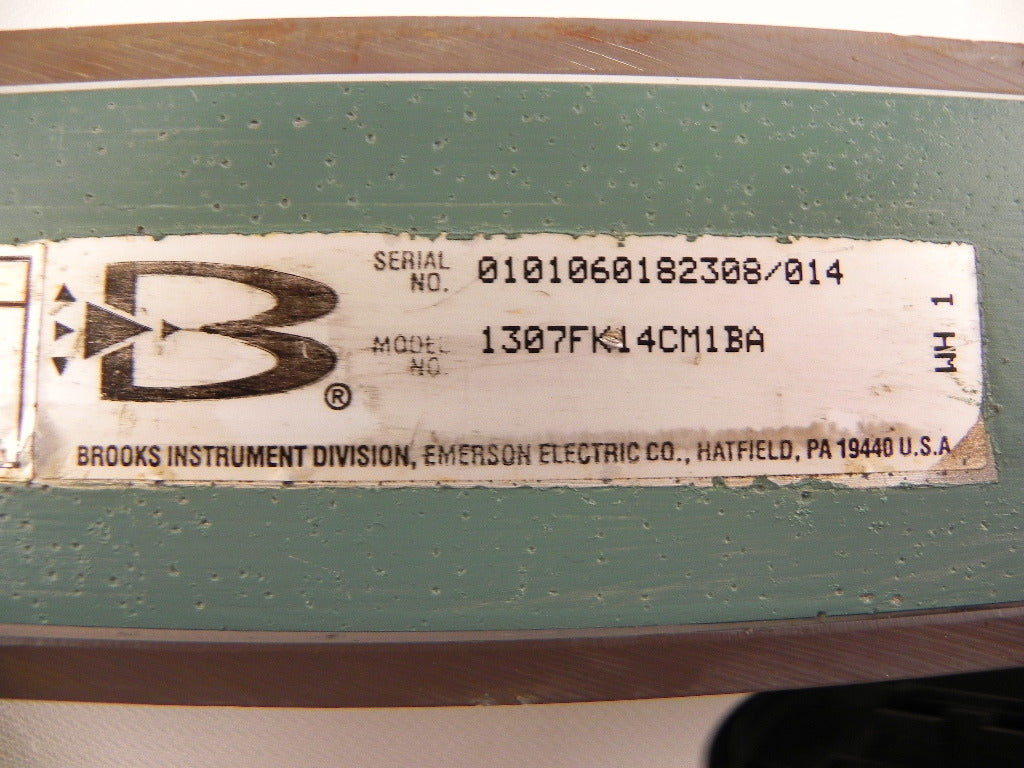 B®
SERIAL NO. 0101060182308/014
MODEL NO. 1307FK14CM1BA
BROOKS INSTRUMENT DIVISION, EMERSON ELECTRIC CO., HATFIELD, PA 19440 U.S.A
WH 1